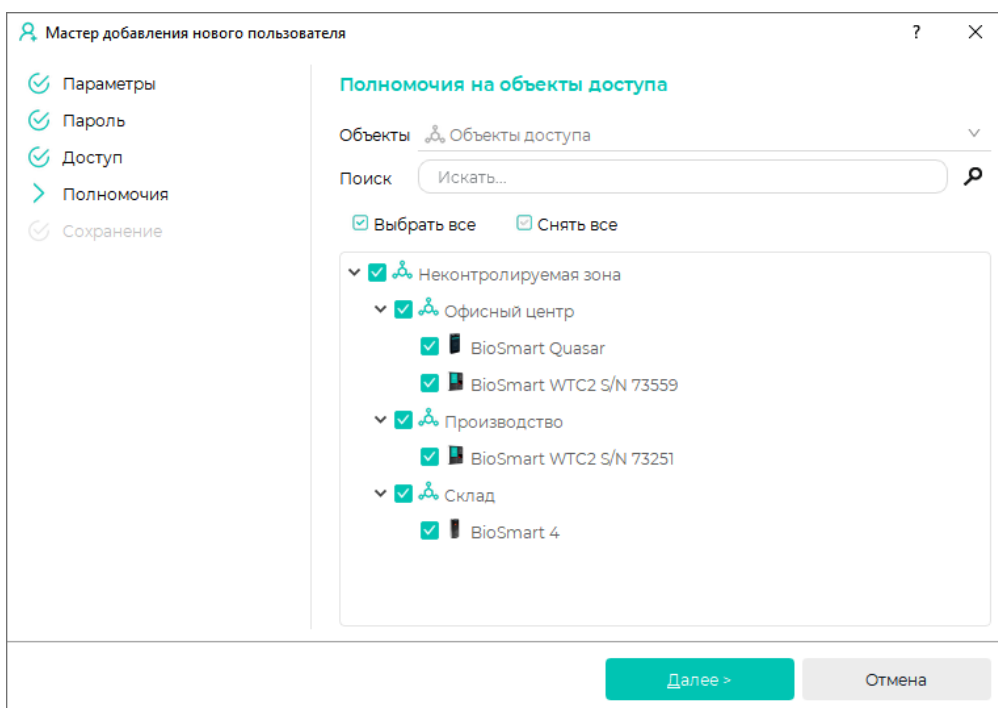 Мастер добавления нового пользователя
?
Параметры
Пароль
Доступ
Полномочия
Сохранение
Полномочия на объекты доступа
Объекты Объекты доступа
Поиск Искать...
Выбрать все Снять все
Неконтролируемая зона
Офисный центр
BioSmart Quasar
BioSmart WTC2 S/N 73559
Производство
BioSmart WTC2 S/N 73251
Склад
BioSmart 4
Далее > Отмена